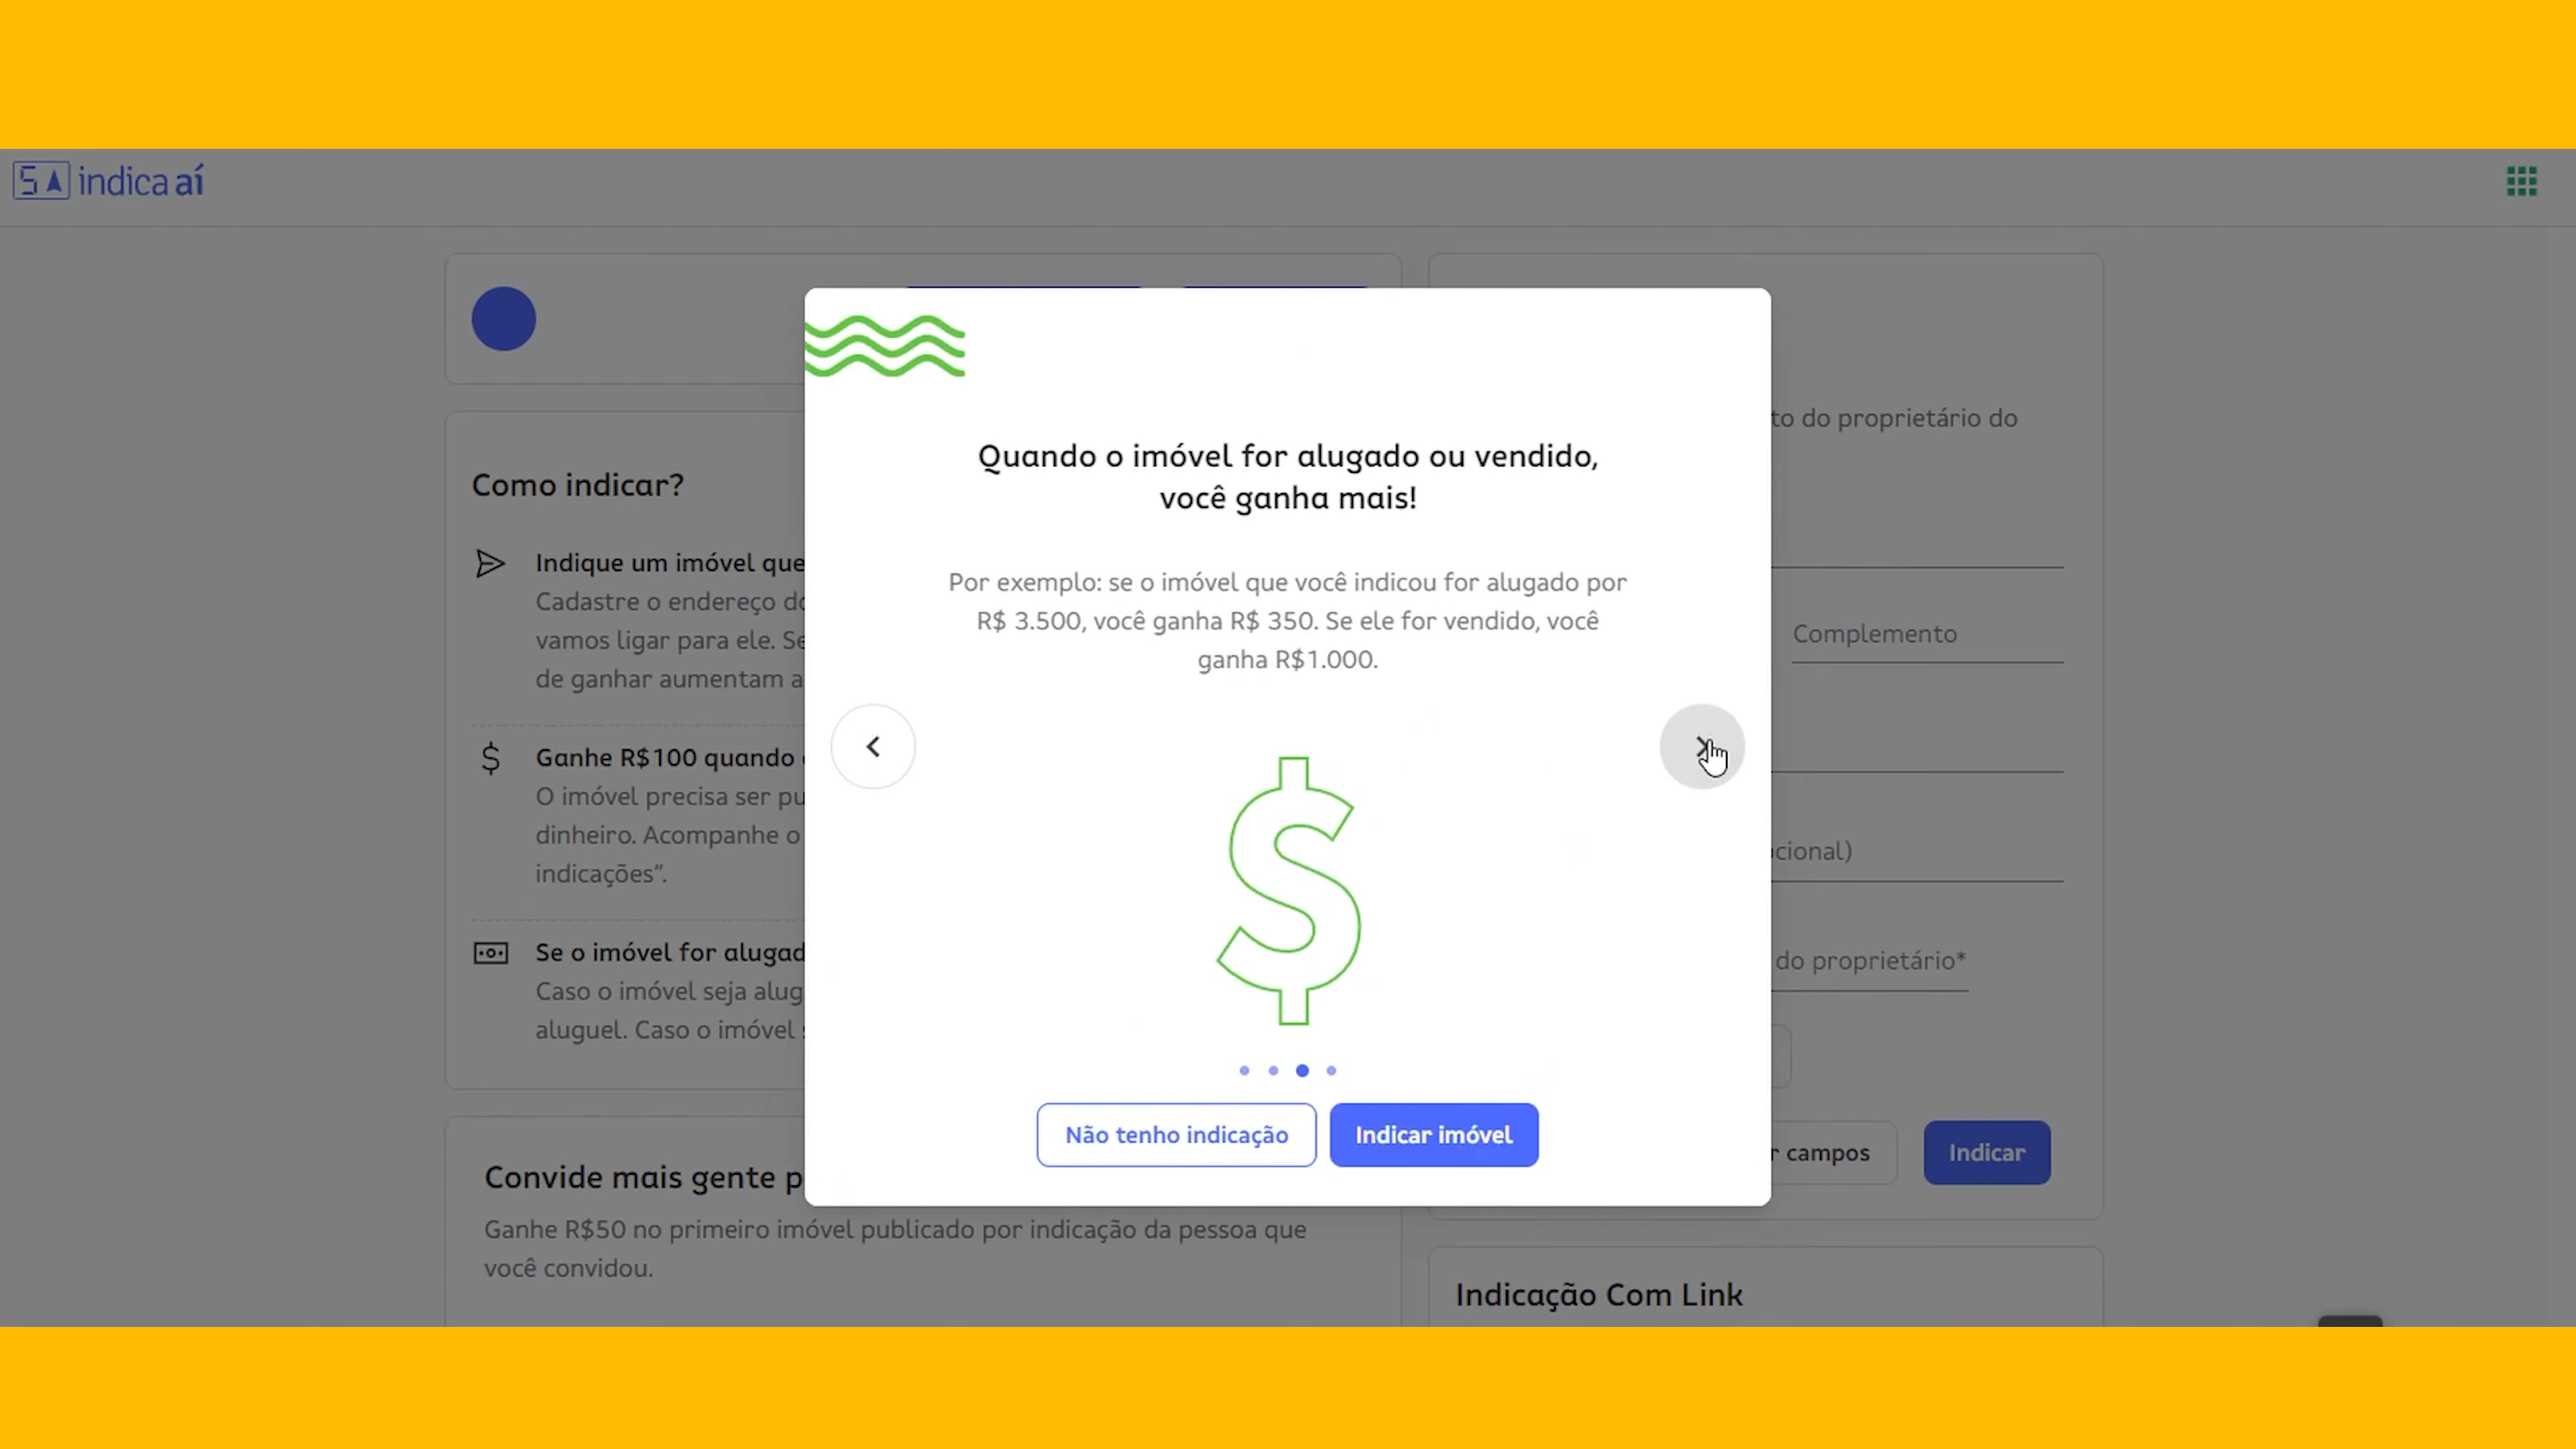 5A indica aí
Como indicar?
Indique um imóvel que
Cadastre o endereço do
vamos ligar para ele. Se
de ganhar aumentam a
Ganhe R$100 quando
O imóvel precisa ser pu
dinheiro. Acompanhe o
indicações”.
Se o imóvel for alugad
Caso o imóvel seja alug
aluguel. Caso o imóvel
Convide mais gente p
Ganhe R$50 no primeiro imóvel publicado por indicação da pessoa que
você convidou.
Quando o imóvel for alugado ou vendido,
você ganha mais!
Por exemplo: se o imóvel que você indicou for alugado por
R$ 3.500, você ganha R$ 350. Se ele for vendido, você
ganha R$1.000.
Não tenho indicação
Indicar imóvel
to do proprietário do
Complemento
cional)
do proprietário*
r campos
Indicar
Indicação Com Link